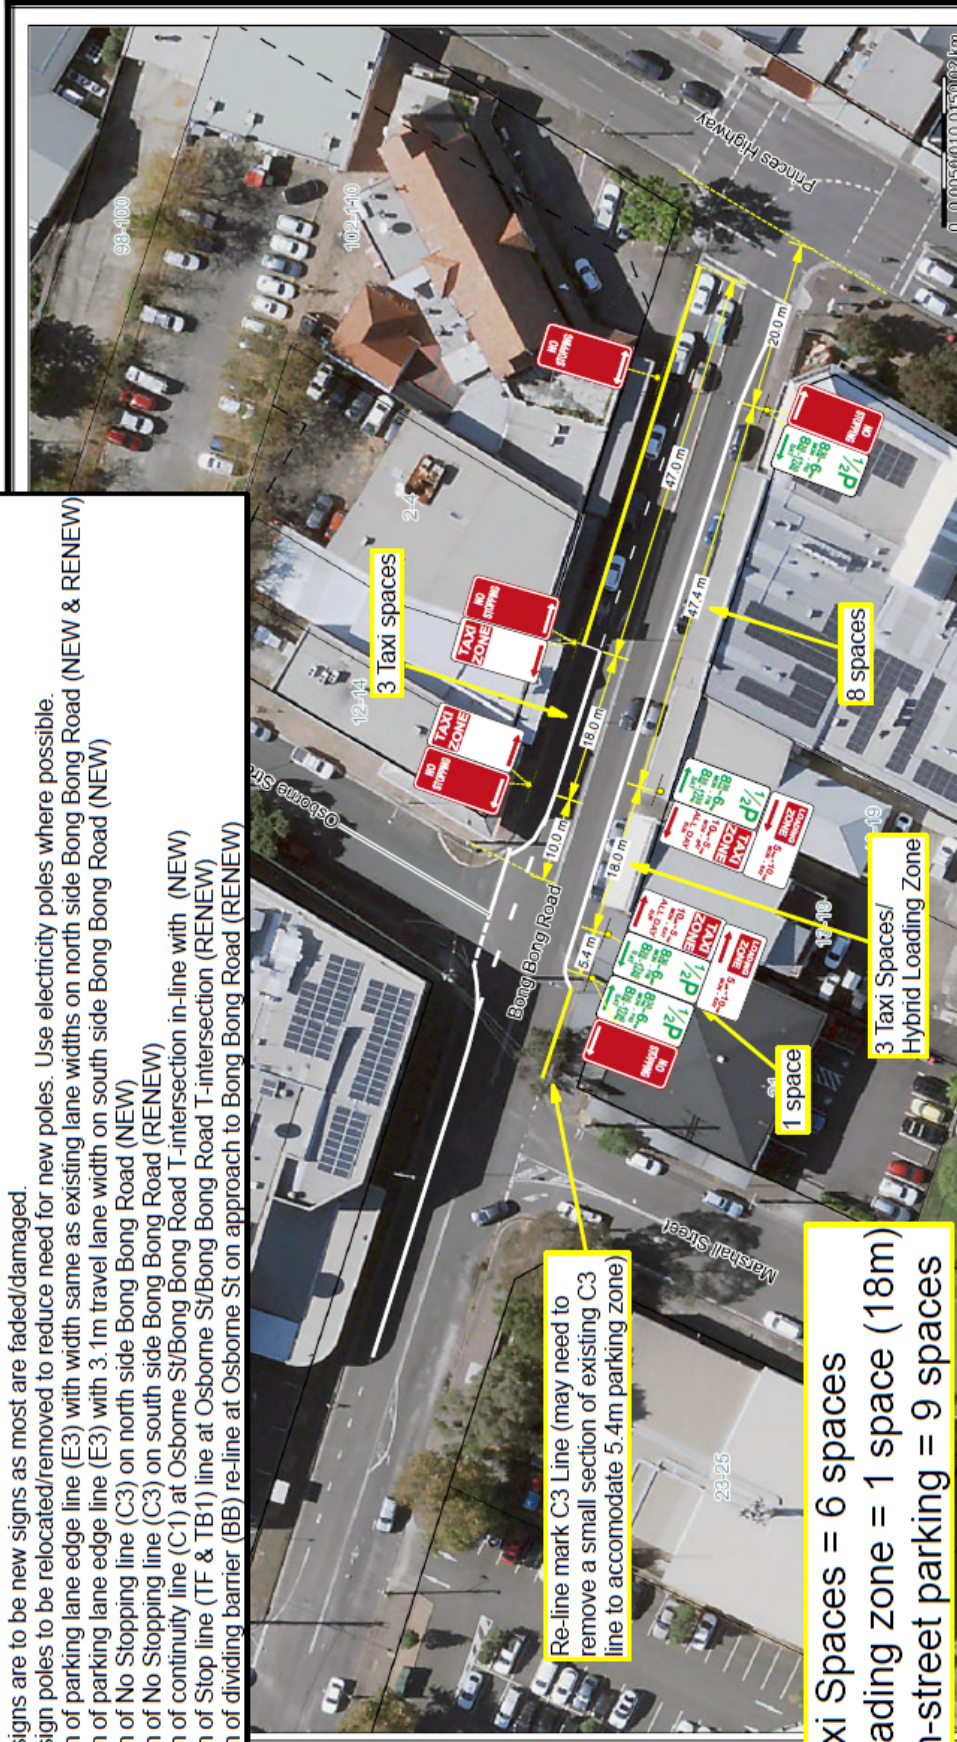 signs are to be new signs as most are faded/damaged.
sign poles to be relocated/removed to reduce need for new poles. Use electricity poles where possible.
n of parking lane edge line (E3) with width same as existing lane widths on north side Bong Bong Road (NEW & RENEW)
n of parking lane edge line (E3) with 3.1m travel lane width on south side Bong Bong Road (NEW)
n of No Stopping line (C3) on north side Bong Bong Road (NEW)
n of No Stopping line (C3) on south side Bong Bong Road (RENEW)
n of continuity line (C1) at Osborne St/Bong Bong Road T-intersection in-line with (NEW)
n of Stop line (TF & TB1) line at Osborne St/Bong Bong Road T-intersection (RENEW)
n of dividing barrier (BB) re-line at Osborne St on approach to Bong Bong Road (RENEW)
98-100
102-110
2-4
12-14
Osborne Stre
Princes Highway
Bong Bong Road
Marshall Street
23-25
13-19
NO STOPPING
TAXI ZONE
3 Taxi spaces
TAXI ZONE
NO STOPPING
NO STOPPING
10.0 m
18.0 m
47.0 m
5.4 m
18.0 m
47.4 m
20.0 m
NO STOPPING
1/2P
1/2P
TAXI ZONE
ALL DAY
LOADING ZONE
TAXI ZONE
ALL DAY
1/2P
LOADING ZONE
NO STOPPING
1/2P
8 spaces
1 space
3 Taxi Spaces/
Hybrid Loading Zone
Re-line mark C3 Line (may need to
remove a small section of existing C3
line to accomodate 5.4m parking zone)
xi Spaces = 6 spaces
ading zone = 1 space (18m)
n-street parking = 9 spaces